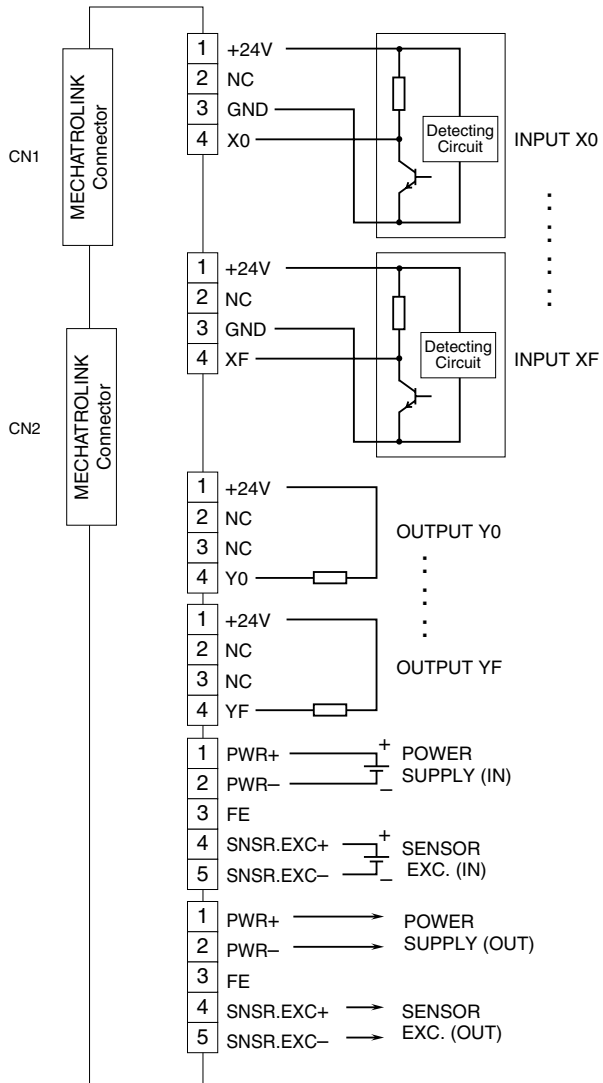 CN1
MECHATROLINK
Connector
1 +24V
2 NC
3 GND
4 X0
Detecting
Circuit
INPUT X0
1 +24V
2 NC
3 GND
4 XF
Detecting
Circuit
INPUT XF
CN2
MECHATROLINK
Connector
1 +24V
2 NC
3 NC
4 Y0
OUTPUT Y0
1 +24V
2 NC
3 NC
4 YF
OUTPUT YF
1 PWR+
2 PWR–
3 FE
4 SNSR.EXC+
5 SNSR.EXC–
+
–
POWER
SUPPLY (IN)
+
–
SENSOR
EXC. (IN)
1 PWR+
2 PWR–
3 FE
4 SNSR.EXC+
5 SNSR.EXC–
POWER
SUPPLY (OUT)
SENSOR
EXC. (OUT)